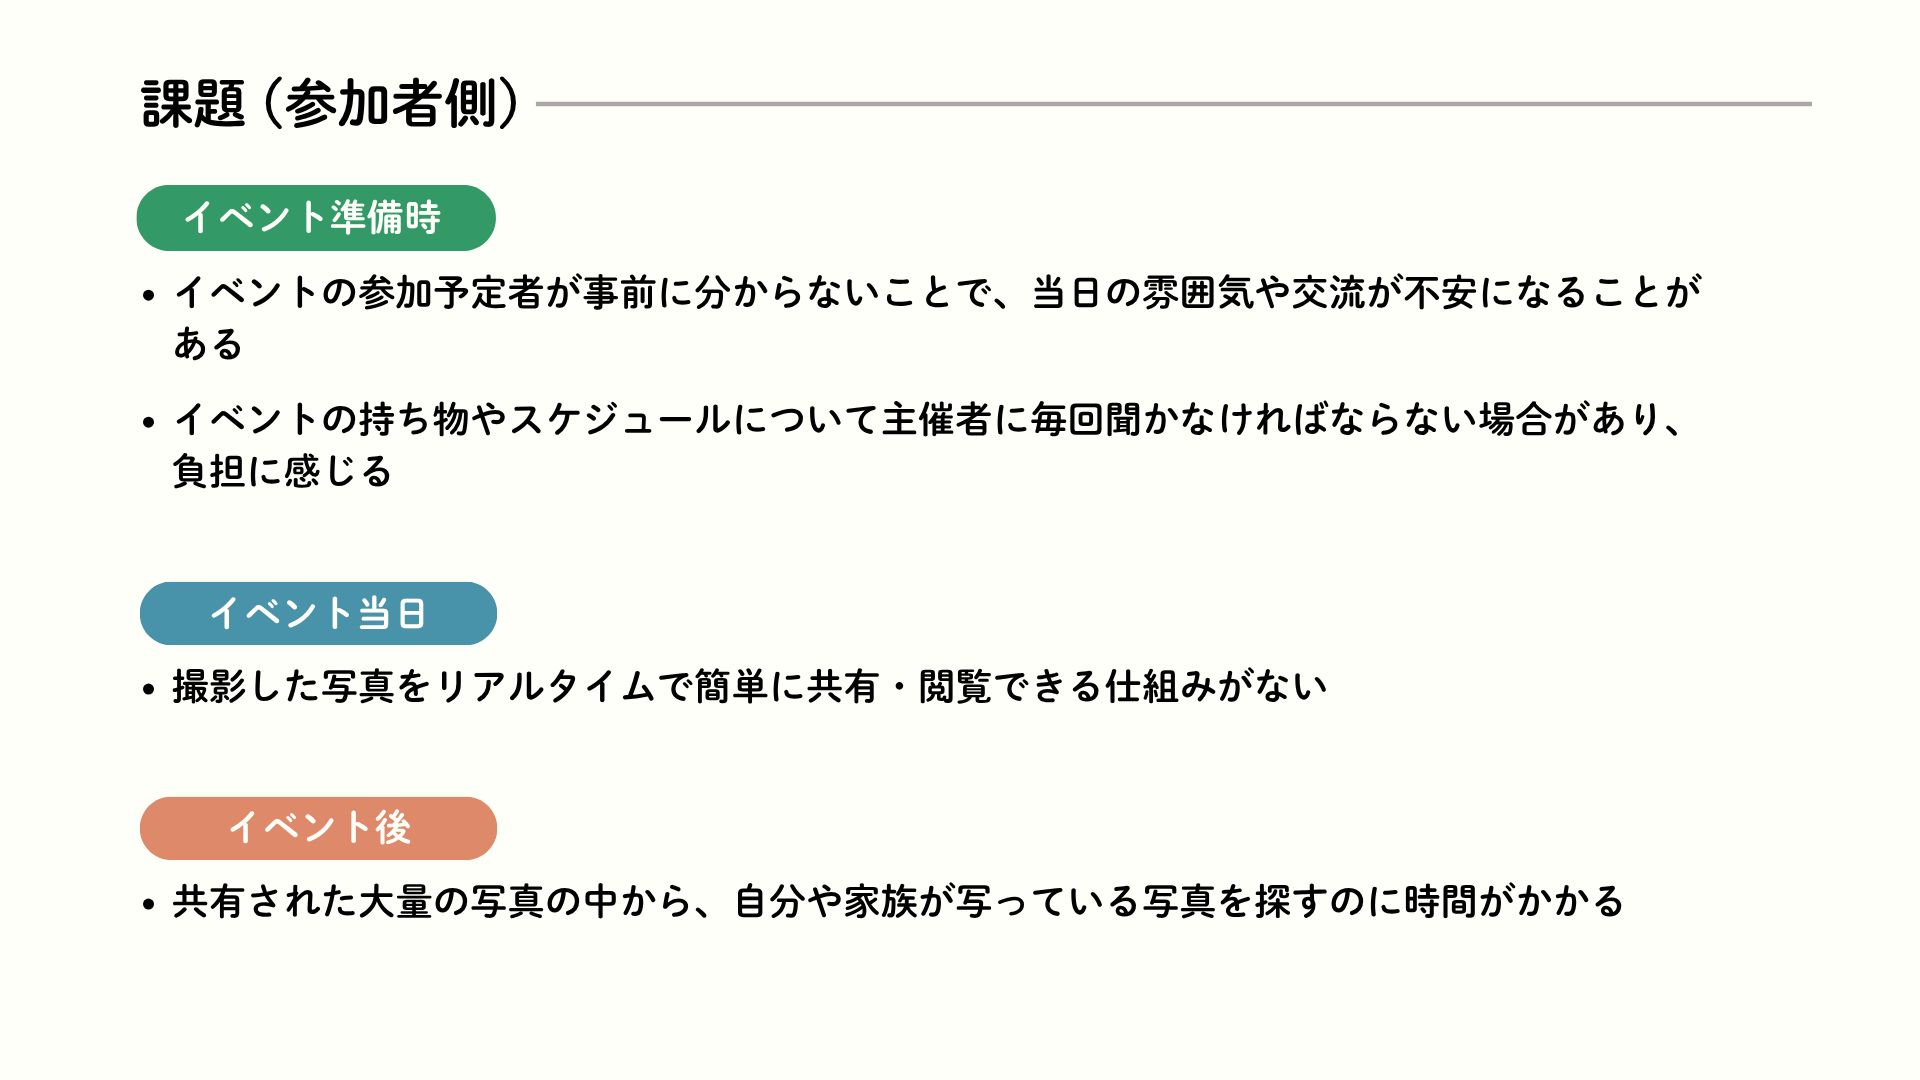 課題（参加者側）
イベント準備時
• イベントの参加予定者が事前に分からないことで、当日の雰囲気や交流が不安になることが
ある
• イベントの持ち物やスケジュールについて主催者に毎回聞かなければならない場合があり、
負担に感じる
イベント当日
• 撮影した写真をリアルタイムで簡単に共有・閲覧できる仕組みがない
イベント後
• 共有された大量の写真の中から、自分や家族が写っている写真を探すのに時間がかかる